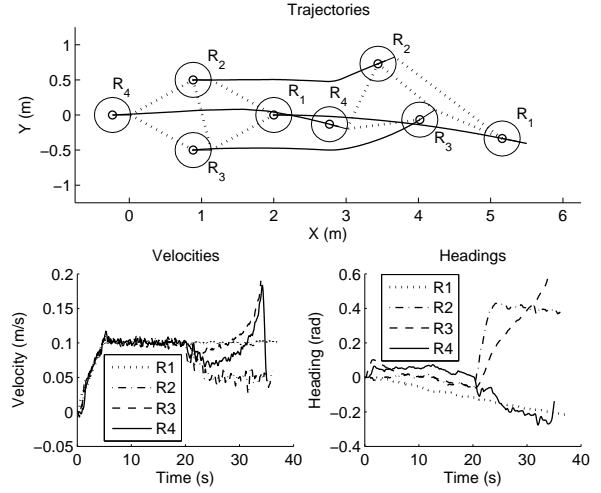 Trajectories
1
0.5
0
−0.5
−1
Y (m)
R4
R2
R3
R1
R4
R2
R3
R1
0
1
2
3
4
5
6
X (m)
Velocities
0.2
0.15
0.1
0.05
0
−0.05
Velocity (m/s)
R1
R2
R3
R4
0
10
20
30
40
Time (s)
Headings
0.6
0.4
0.2
0
−0.2
−0.4
Heading (rad)
R1
R2
R3
R4
0
10
20
30
40
Time (s)